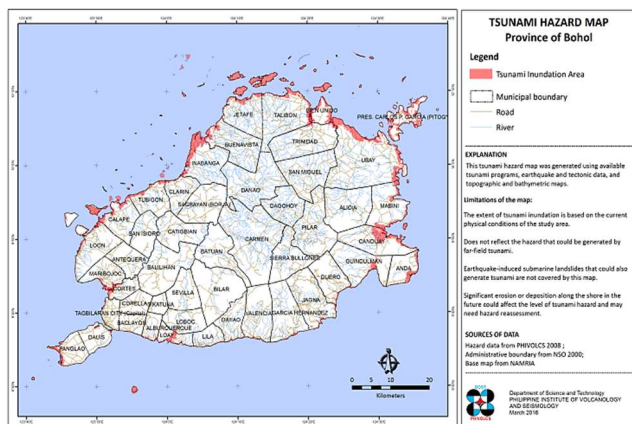 TSUNAMI HAZARD MAP
Province of Bohol
Legend
Tsunami Inundation Area
Municipal boundary
Road
River
EXPLANATION
This tsunami hazard map was generated using available
tsunami programs, earthquake and tectonic data, and
topographic and bathymetric maps.
Limitations of the map:
The extent of tsunami inundation is based on the current
physical conditions of the study area.
Does not reflect the hazard that could be generated by
far-field tsunami.
Earthquake-induced submarine landslides that could also
generate tsunami are not covered by this map.
Significant erosion or deposition along the shore in the
future could affect the level of tsunami hazard and may
need hazard reassessment.
SOURCES OF DATA
Hazard data from PHIVOLCS 2008 ;
Administrative boundary from NSO 2000;
Base map from NAMRIA
DOST
PHIVOLCS
Department of Science and Technology
PHILIPPINE INSTITUTE OF VOLCANOLOGY
AND SEISMOLOGY
JETAFE
TALIBON
BIEN UNIDO
PRES. CARLOS P. GARCIA (PITOGO)
BUENAVISTA
TRINIDAD
INABANGA
UBAY
SAN MIGUEL
DANAO
CLARIN
TUBIGON
SAGBAYAN (BORJA)
DAGOHOY
ALICIA
MABINI
CALAPE
SAN ISIDRO
CATIGBIAN
CARMEN
PILAR
CANDIJAY
LOON
BATUAN
ANTEQUERA
SIERRA BULLONES
GUINDULMAN
ANDA
MARIBOJOC
BALILIHAN
DUERO
CORTES
SEVILLA
BILAR
CORELLA
SIKATUNA
JAGNA
TAGBILARAN CITY (Capital)
LOBOC
DIMIAO
VALENCIA
GARCIA HERNANDEZ
BACLAYON
ALBURQUERQUE
LOAY
LILA
DAUIS
PANGLAO
0
5
10
20
Kilometers